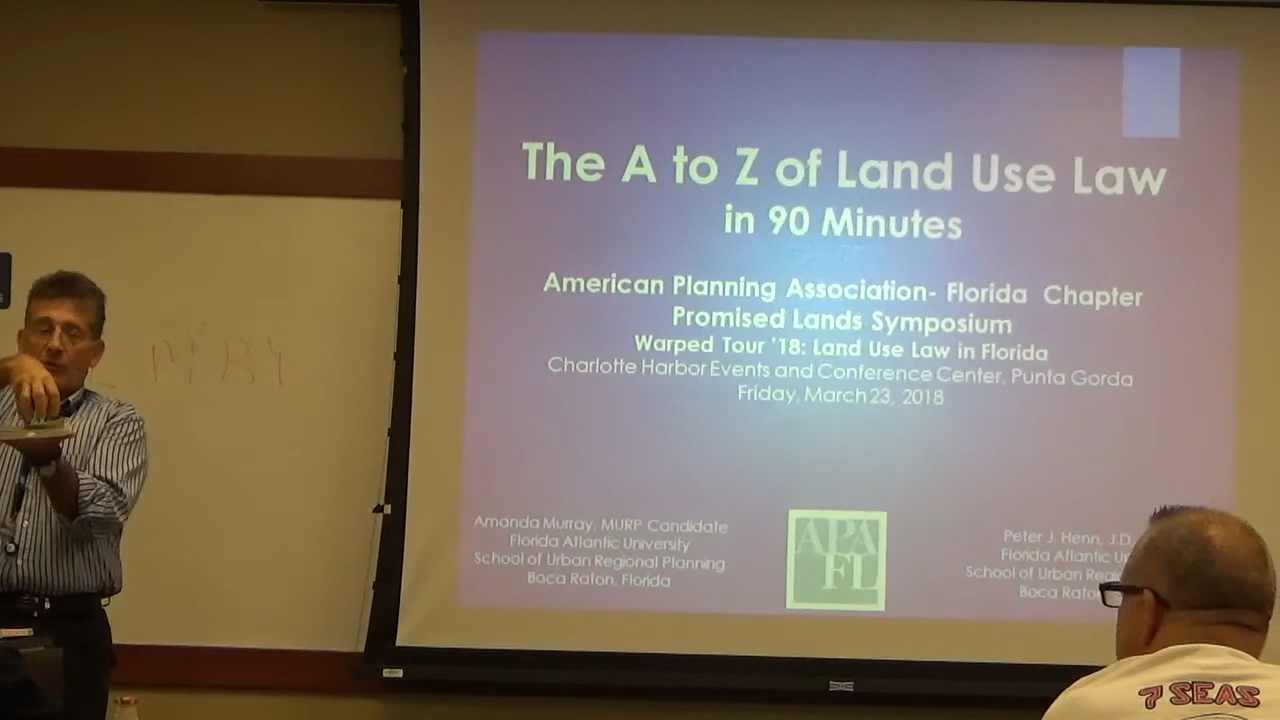 The A to Z of Land Use Law
in 90 Minutes
American Planning Association- Florida Chapter
Promised Lands Symposium
Warped Tour '18: Land Use Law in Florida
Charlotte Harbor Events and Conference Center, Punta Gorda
Friday, March 23, 2018
Amanda Murray, MURP Candidate
Florida Atlantic University
School of Urban Regional Planning
Boca Raton, Florida
APA
FL
Peter J. Henn, J.D.
Florida Atlantic
School of Urban
Boca
7 SEAS